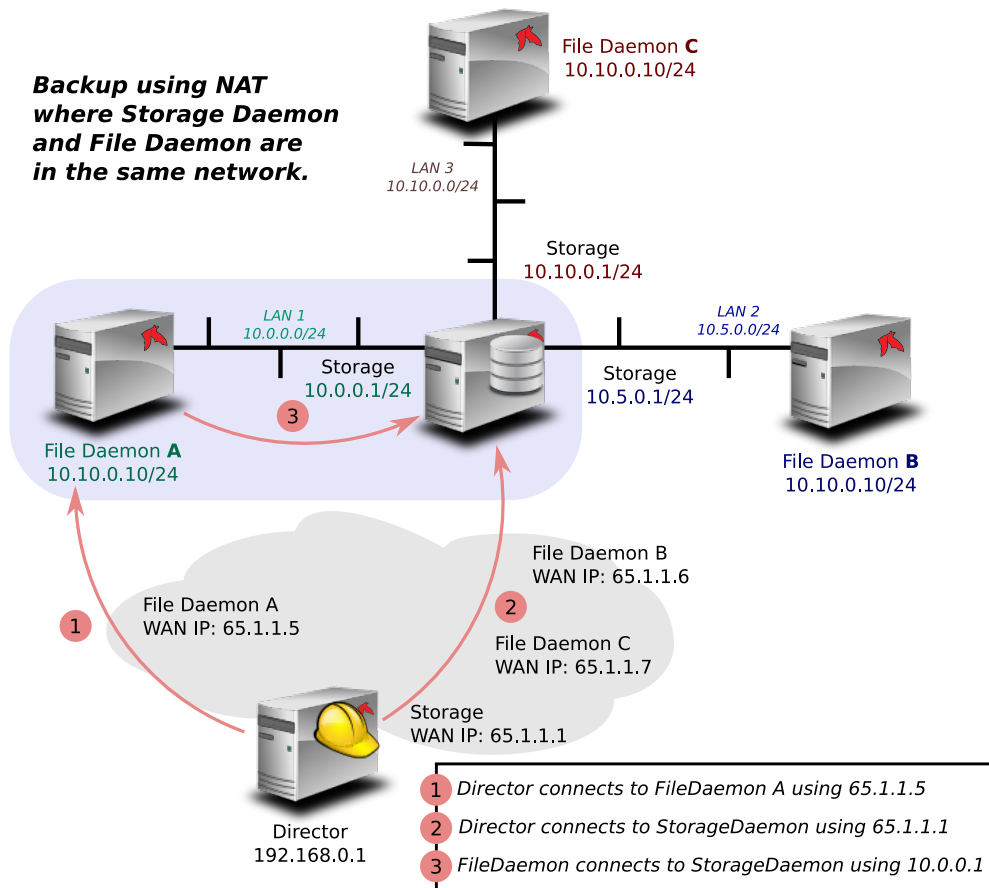 Backup using NAT
where Storage Daemon
and File Daemon are
in the same network.
File Daemon C
10.10.0.10/24
LAN 3
10.10.0.0/24
Storage
10.10.0.1/24
LAN 1
10.0.0.0/24
Storage
10.0.0.1/24
LAN 2
10.5.0.0/24
Storage
10.5.0.1/24
3
File Daemon A
10.10.0.10/24
File Daemon B
10.10.0.10/24
File Daemon B
WAN IP: 65.1.1.6
1
File Daemon A
WAN IP: 65.1.1.5
2
File Daemon C
WAN IP: 65.1.1.7
Storage
WAN IP: 65.1.1.1
Director
192.168.0.1
1 Director connects to FileDaemon A using 65.1.1.5
2 Director connects to StorageDaemon using 65.1.1.1
3 FileDaemon connects to StorageDaemon using 10.0.0.1